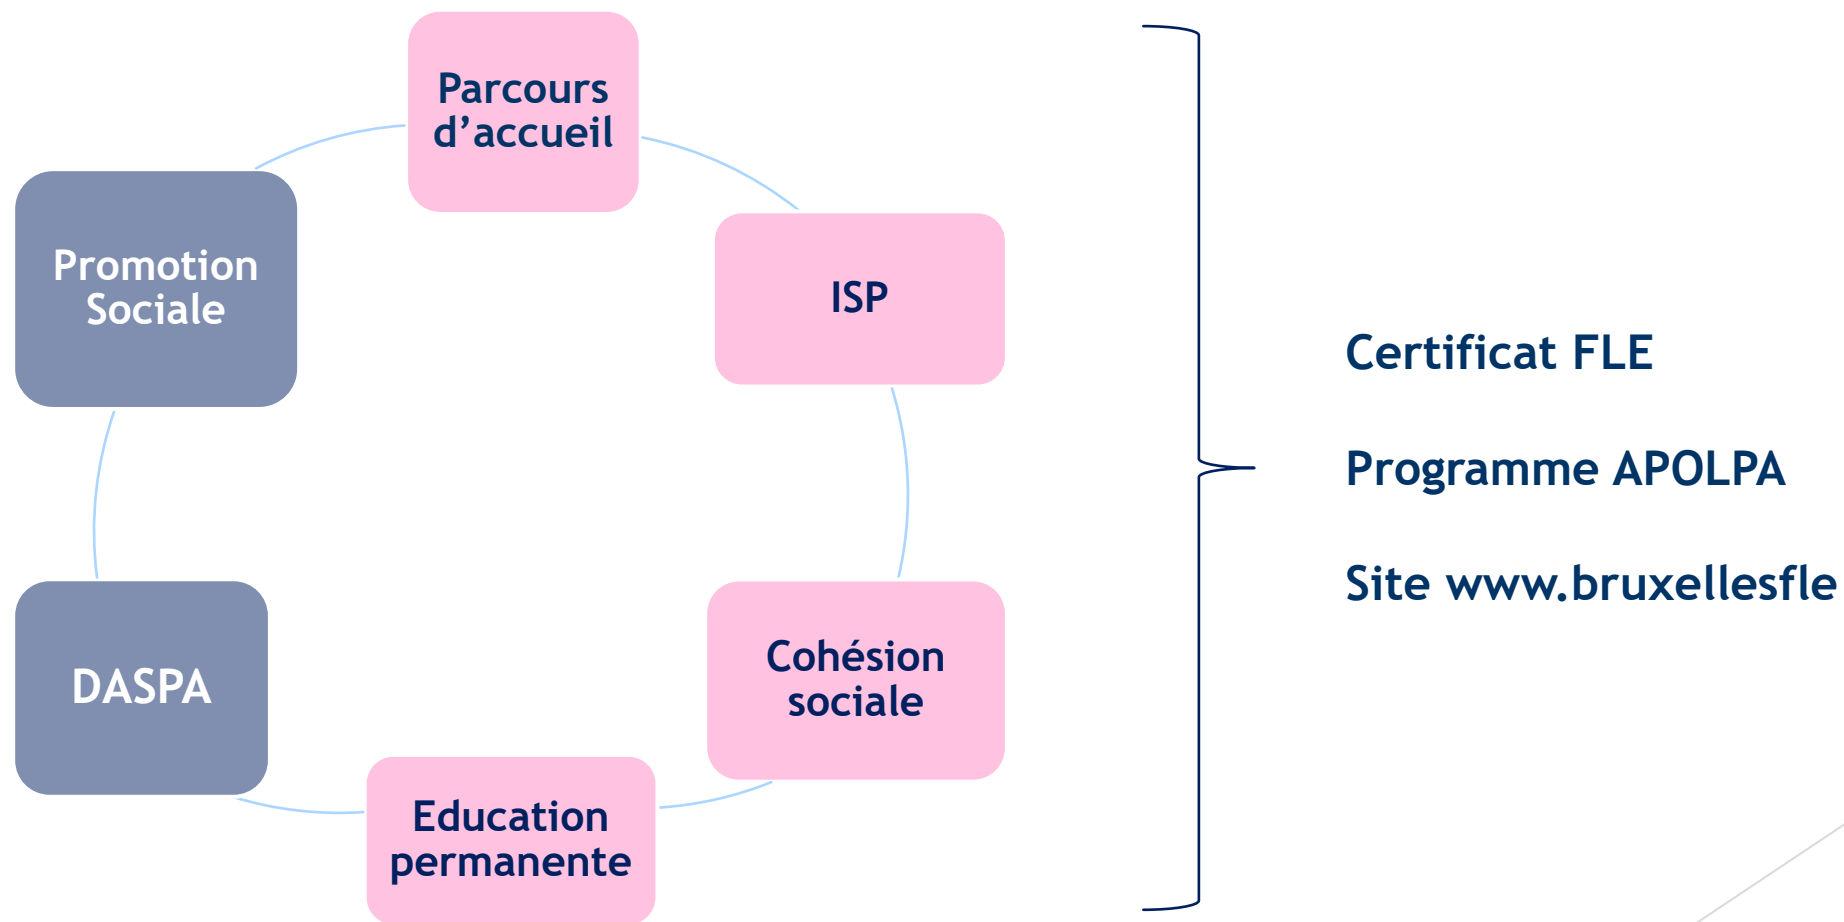 Parcours
d’accueil
ISP
Cohésion
sociale
Education
permanente
DASPA
Promotion
Sociale
Certificat FLE
Programme APOLPA
Site www.bruxellesfle